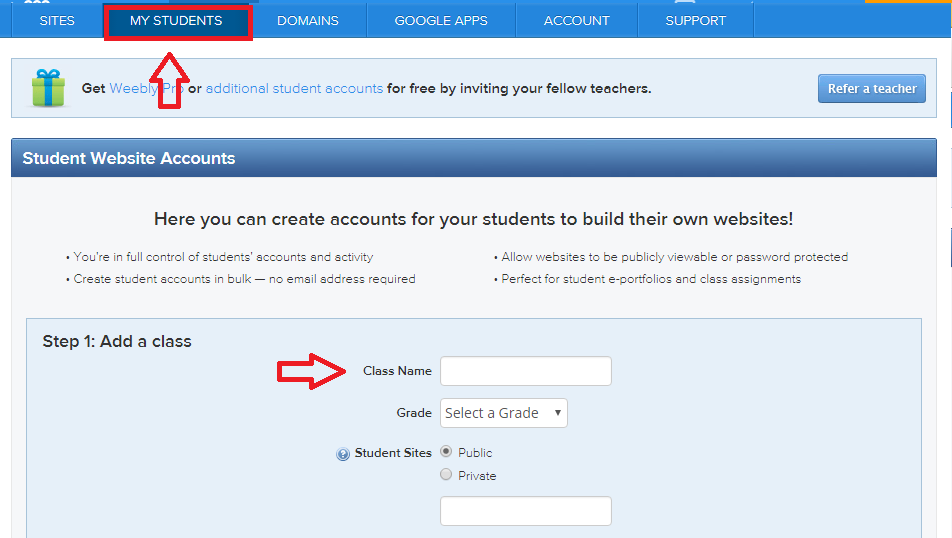 SITES MY STUDENTS DOMAINS GOOGLE APPS ACCOUNT SUPPORT
Get Weebly Pro or additional student accounts for free by inviting your fellow teachers. Refer a teacher
Student Website Accounts
Here you can create accounts for your students to build their own websites!
• You're in full control of students' accounts and activity
• Create student accounts in bulk — no email address required
• Allow websites to be publicly viewable or password protected
• Perfect for student e-portfolios and class assignments
Step 1: Add a class
Class Name
Grade Select a Grade
Student Sites Public
Private